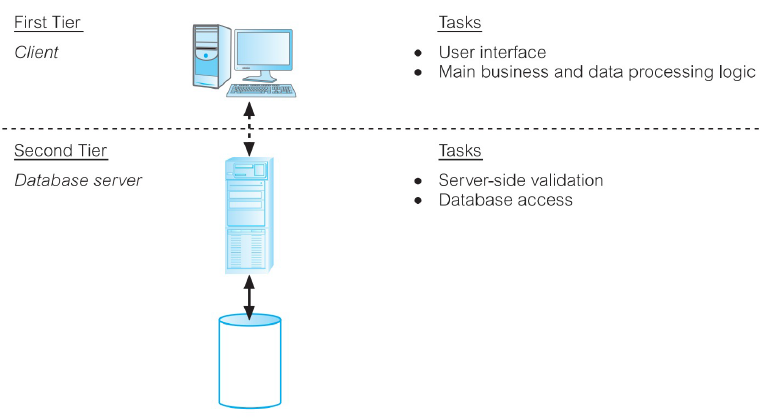 First Tier
Tasks
Client
• User interface
• Main business and data processing logic
Second Tier
Tasks
Database server
• Server-side validation
• Database access